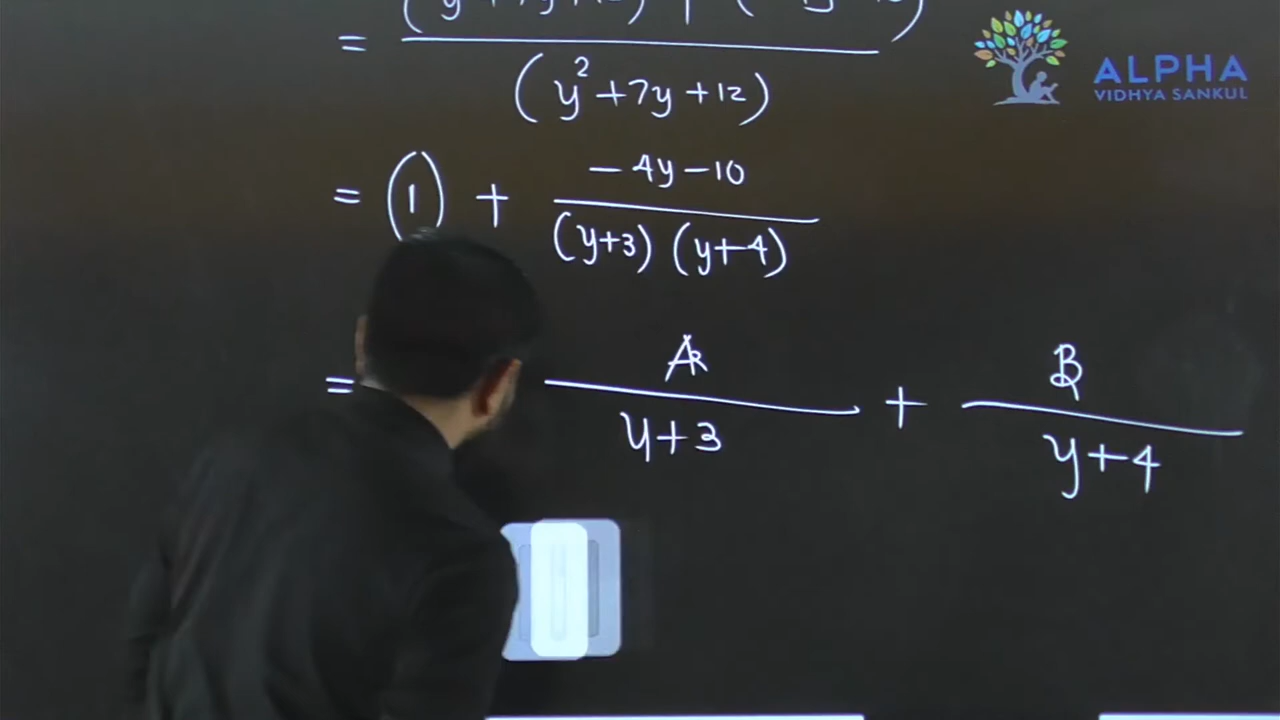 ALPHA
VIDHYA SANKUL
= ———
(y²+7y+12)
= (1) + (-4y-10) / (y+3)(y+4)
= A / y+3 + B / y+4